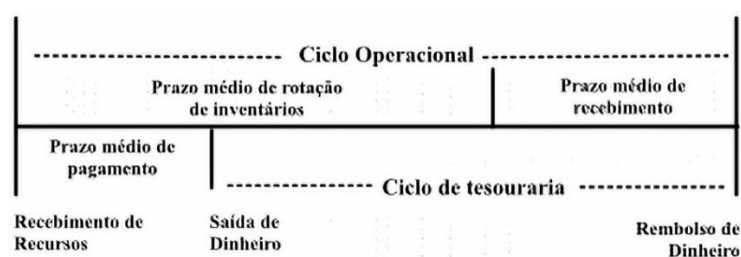 Ciclo Operacional
Prazo médio de rotação
de inventários
Prazo médio de
recebimento
Prazo médio de
pagamento
Ciclo de tesouraria
Recebimento de
Recursos
Saída de
Dinheiro
Rembolso de
Dinheiro